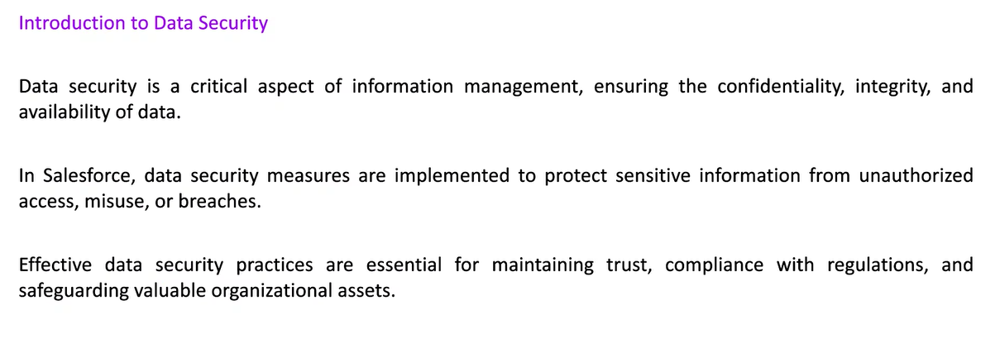 Introduction to Data Security
Data security is a critical aspect of information management, ensuring the confidentiality, integrity, and
availability of data.
In Salesforce, data security measures are implemented to protect sensitive information from unauthorized
access, misuse, or breaches.
Effective data security practices are essential for maintaining trust, compliance with regulations, and
safeguarding valuable organizational assets.